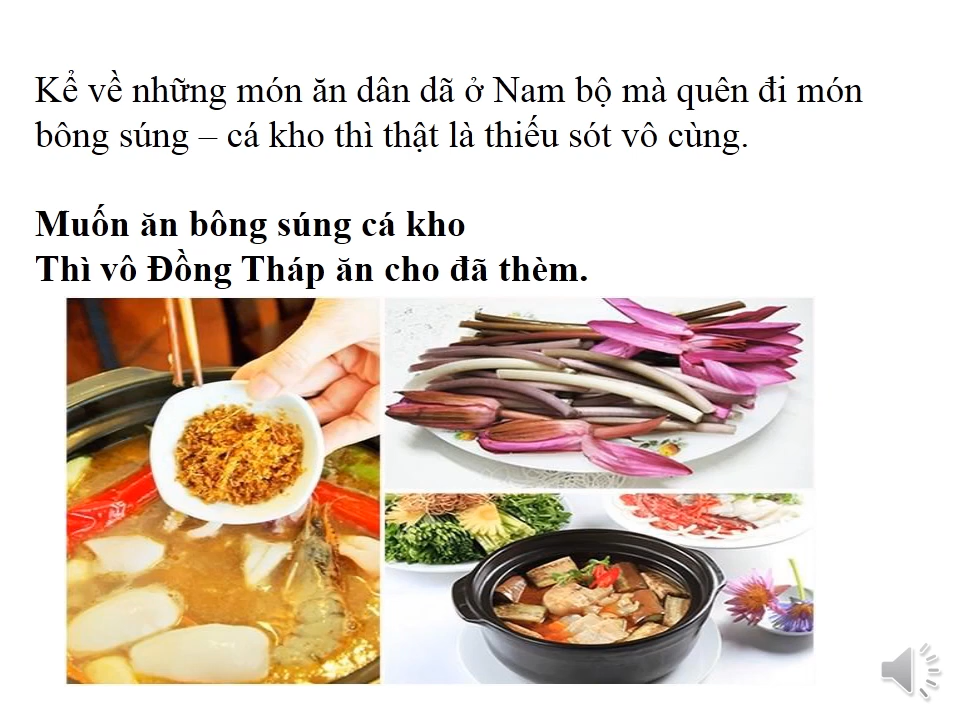 Kể về những món ăn dân dã ở Nam bộ mà quên đi món
bông súng – cá kho thì thật là thiếu sót vô cùng.
Muốn ăn bông súng cá kho
Thì vô Đồng Tháp ăn cho đã thèm.